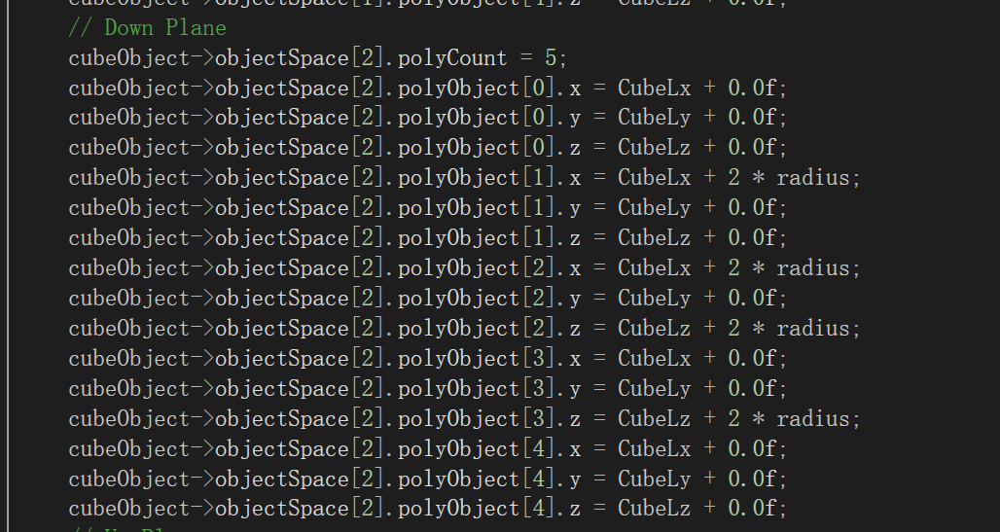 cubeObject->objectSpace[1].polyObject[4].z = CubeLz + 0.0f;
// Down Plane
cubeObject->objectSpace[2].polyCount = 5;
cubeObject->objectSpace[2].polyObject[0].x = CubeLx + 0.0f;
cubeObject->objectSpace[2].polyObject[0].y = CubeLy + 0.0f;
cubeObject->objectSpace[2].polyObject[0].z = CubeLz + 0.0f;
cubeObject->objectSpace[2].polyObject[1].x = CubeLx + 2 * radius;
cubeObject->objectSpace[2].polyObject[1].y = CubeLy + 0.0f;
cubeObject->objectSpace[2].polyObject[1].z = CubeLz + 0.0f;
cubeObject->objectSpace[2].polyObject[2].x = CubeLx + 2 * radius;
cubeObject->objectSpace[2].polyObject[2].y = CubeLy + 0.0f;
cubeObject->objectSpace[2].polyObject[2].z = CubeLz + 2 * radius;
cubeObject->objectSpace[2].polyObject[3].x = CubeLx + 0.0f;
cubeObject->objectSpace[2].polyObject[3].y = CubeLy + 0.0f;
cubeObject->objectSpace[2].polyObject[3].z = CubeLz + 2 * radius;
cubeObject->objectSpace[2].polyObject[4].x = CubeLx + 0.0f;
cubeObject->objectSpace[2].polyObject[4].y = CubeLy + 0.0f;
cubeObject->objectSpace[2].polyObject[4].z = CubeLz + 0.0f;